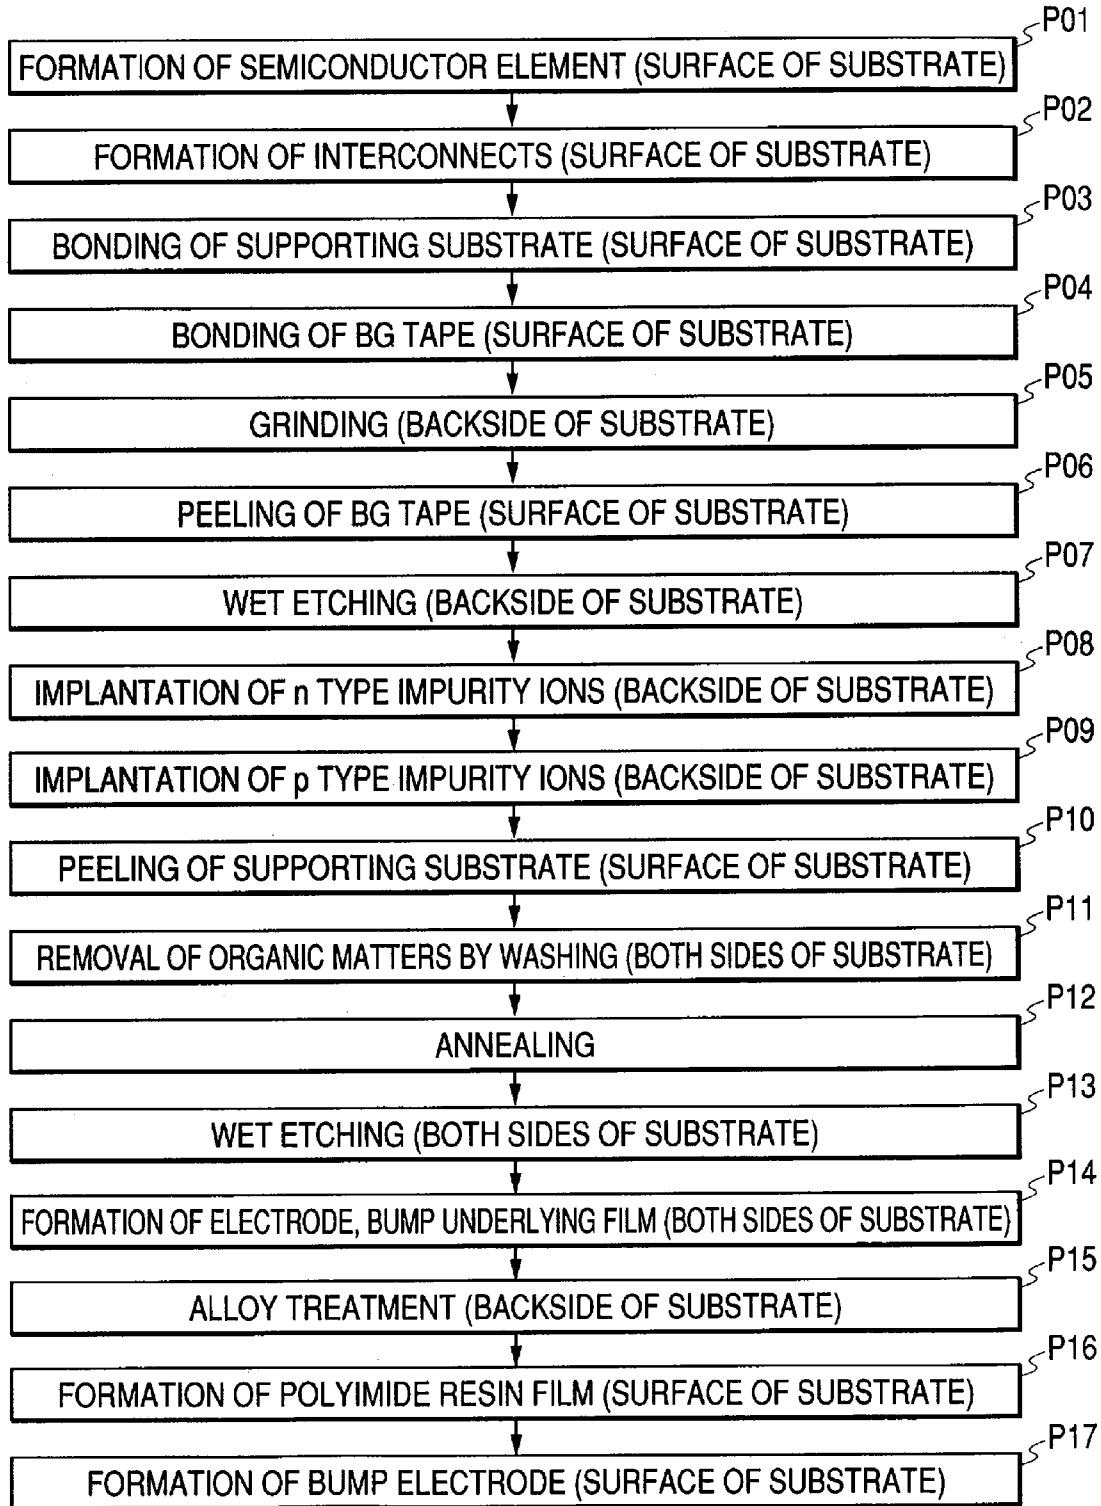 P01
FORMATION OF SEMICONDUCTOR ELEMENT (SURFACE OF SUBSTRATE)
P02
FORMATION OF INTERCONNECTS (SURFACE OF SUBSTRATE)
P03
BONDING OF SUPPORTING SUBSTRATE (SURFACE OF SUBSTRATE)
P04
BONDING OF BG TAPE (SURFACE OF SUBSTRATE)
P05
GRINDING (BACKSIDE OF SUBSTRATE)
P06
PEELING OF BG TAPE (SURFACE OF SUBSTRATE)
P07
WET ETCHING (BACKSIDE OF SUBSTRATE)
P08
IMPLANTATION OF n TYPE IMPURITY IONS (BACKSIDE OF SUBSTRATE)
P09
IMPLANTATION OF p TYPE IMPURITY IONS (BACKSIDE OF SUBSTRATE)
P10
PEELING OF SUPPORTING SUBSTRATE (SURFACE OF SUBSTRATE)
P11
REMOVAL OF ORGANIC MATTERS BY WASHING (BOTH SIDES OF SUBSTRATE)
P12
ANNEALING
P13
WET ETCHING (BOTH SIDES OF SUBSTRATE)
P14
FORMATION OF ELECTRODE, BUMP UNDERLYING FILM (BOTH SIDES OF SUBSTRATE)
P15
ALLOY TREATMENT (BACKSIDE OF SUBSTRATE)
P16
FORMATION OF POLYIMIDE RESIN FILM (SURFACE OF SUBSTRATE)
P17
FORMATION OF BUMP ELECTRODE (SURFACE OF SUBSTRATE)